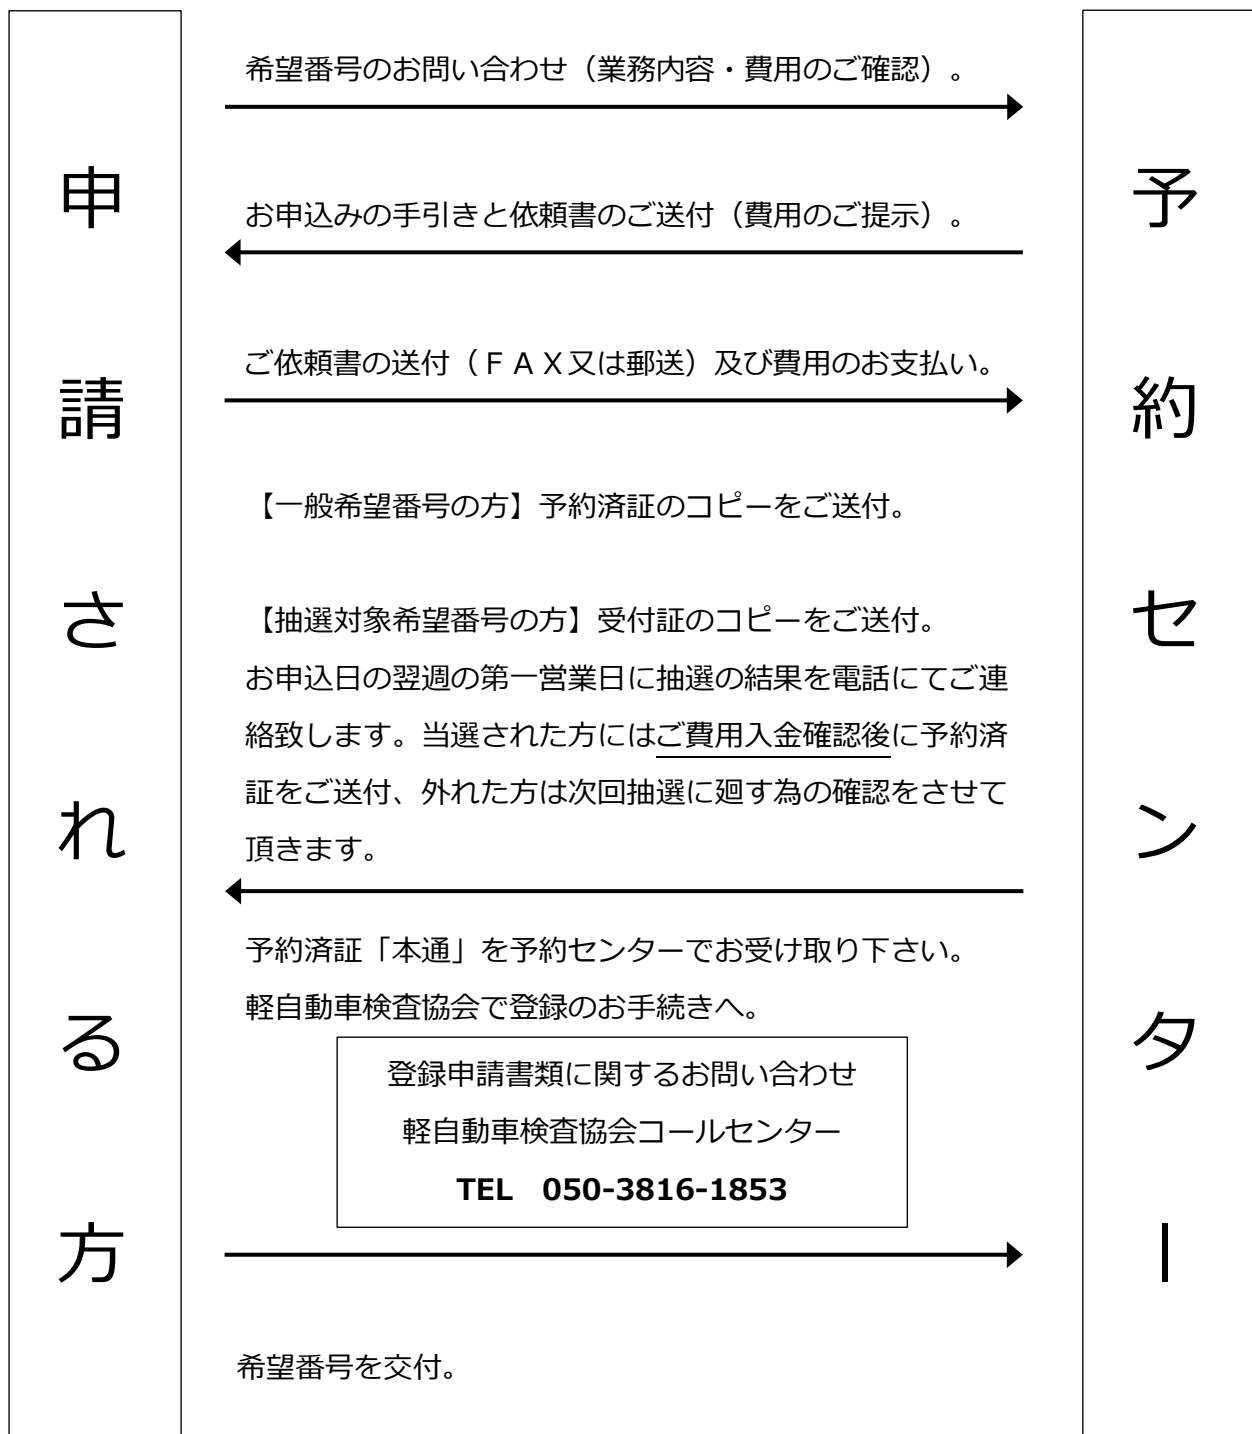 申請される方
希望番号のお問い合わせ（業務内容・費用のご確認）。
お申込みの手引きと依頼書のご送付（費用のご提示）。
ご依頼書の送付（ＦＡＸ又は郵送）及び費用のお支払い。
【一般希望番号の方】予約済証のコピーをご送付。
【抽選対象希望番号の方】受付証のコピーをご送付。
お申込日の翌週の第一営業日に抽選の結果を電話にてご連
絡致します。当選された方にはご費用入金確認後に予約済
証をご送付、外れた方は次回抽選に廻す為の確認をさせて
頂きます。
予約済証「本通」を予約センターでお受け取り下さい。
軽自動車検査協会で登録のお手続きへ。
登録申請書類に関するお問い合わせ
軽自動車検査協会コールセンター
TEL　050-3816-1853
希望番号を交付。
予約センター